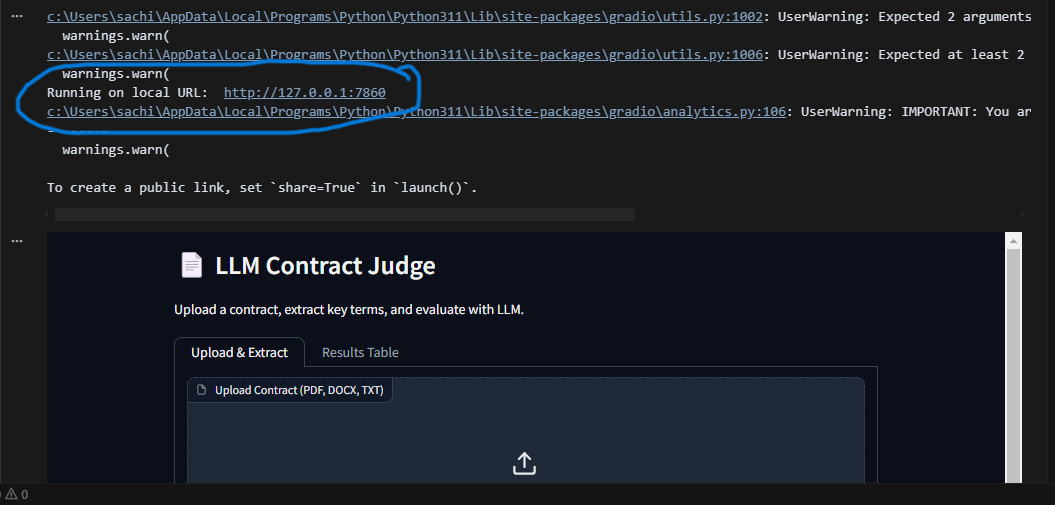 c:\Users\sachi\AppData\Local\Programs\Python\Python311\Lib\site-packages\gradio\utils.py:1002: UserWarning: Expected 2 arguments
warnings.warn(
c:\Users\sachi\AppData\Local\Programs\Python\Python311\Lib\site-packages\gradio\utils.py:1006: UserWarning: Expected at least 2
warnings.warn(
Running on local URL: http://127.0.0.1:7860
c:\Users\sachi\AppData\Local\Programs\Python\Python311\Lib\site-packages\gradio\analytics.py:106: UserWarning: IMPORTANT: You ar
warnings.warn(
To create a public link, set `share=True` in `launch()`.
LLM Contract Judge
Upload a contract, extract key terms, and evaluate with LLM.
Upload & Extract Results Table
Upload Contract (PDF, DOCX, TXT)
0